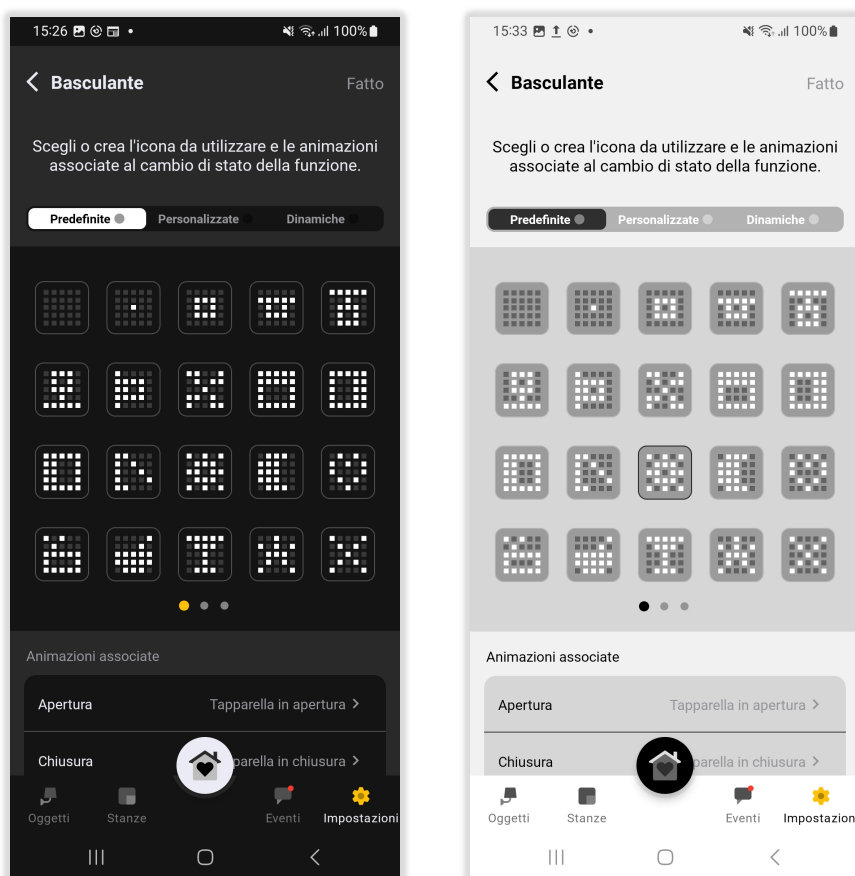 15:26
100%
Basculante
Fatto
Scegli o crea l'icona da utilizzare e le animazioni
associate al cambio di stato della funzione.
Predefinite
Personalizzate
Dinamiche
Animazioni associate
Apertura
Tapparella in apertura
Chiusura
parella in chiusura
Oggetti
Stanze
Eventi
Impostazioni
15:33
100%
Basculante
Fatto
Scegli o crea l'icona da utilizzare e le animazioni
associate al cambio di stato della funzione.
Predefinite
Personalizzate
Dinamiche
Animazioni associate
Apertura
Tapparella in apertura
Chiusura
parella in chiusura
Oggetti
Stanze
Eventi
Impostazion